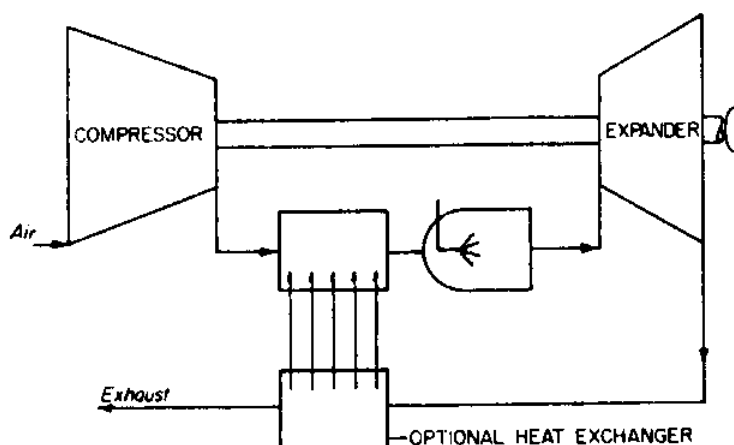 COMPRESSOR
EXPANDER
Air
Exhaust
OPTIONAL HEAT EXCHANGER